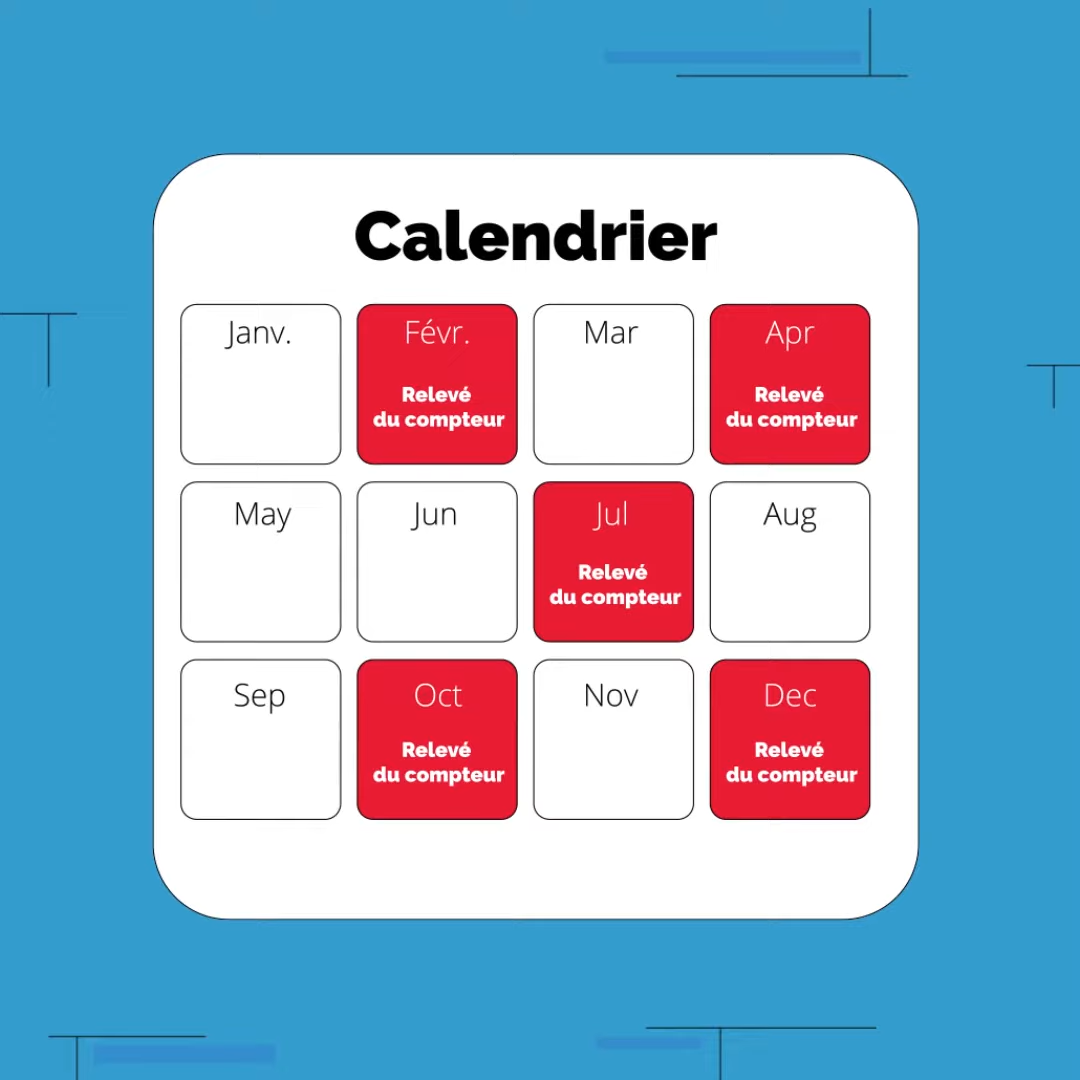 Calendrier
Janv.
Févr.
Mar
Apr
Relevé
du compteur
Relevé
du compteur
May
Jun
Jul
Aug
Relevé
du compteur
Sep
Oct
Nov
Dec
Relevé
du compteur
Relevé
du compteur